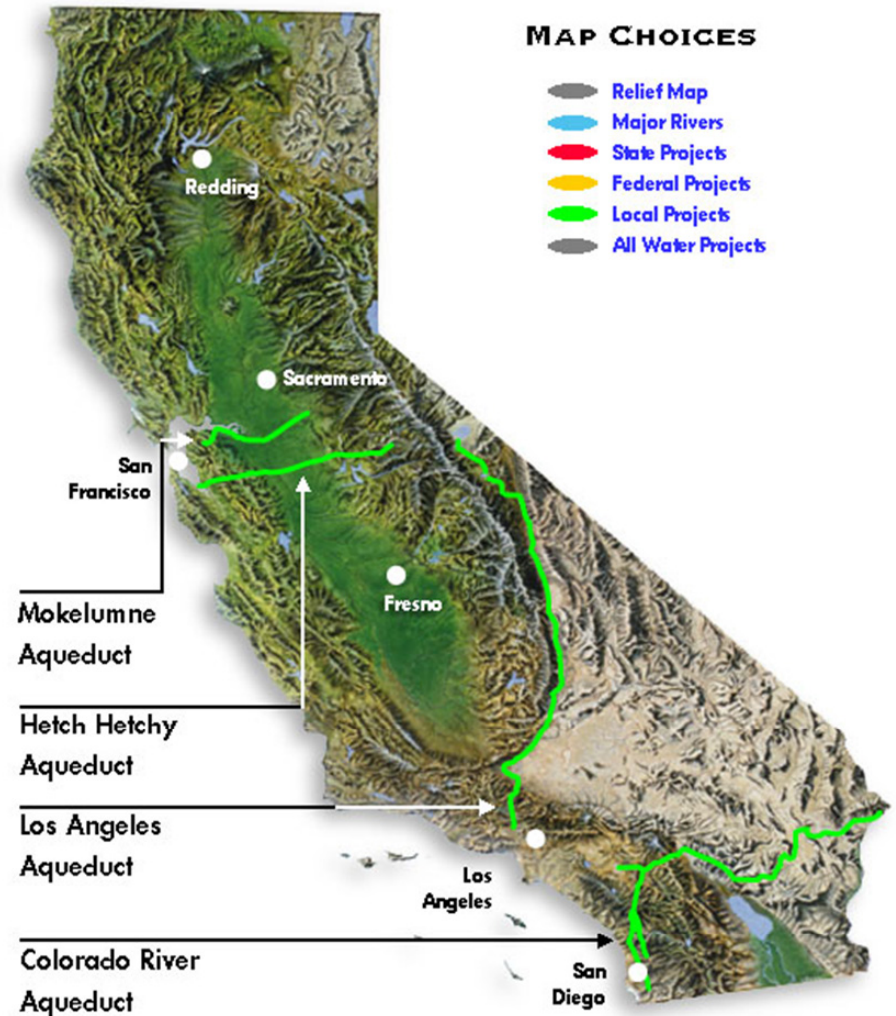 MAP CHOICES
Relief Map
Major Rivers
State Projects
Federal Projects
Local Projects
All Water Projects
Redding
Sacramento
San
Francisco
Fresno
Mokelumne
Aqueduct
Hetch Hetchy
Aqueduct
Los Angeles
Aqueduct
Los
Angeles
Colorado River
Aqueduct
San
Diego